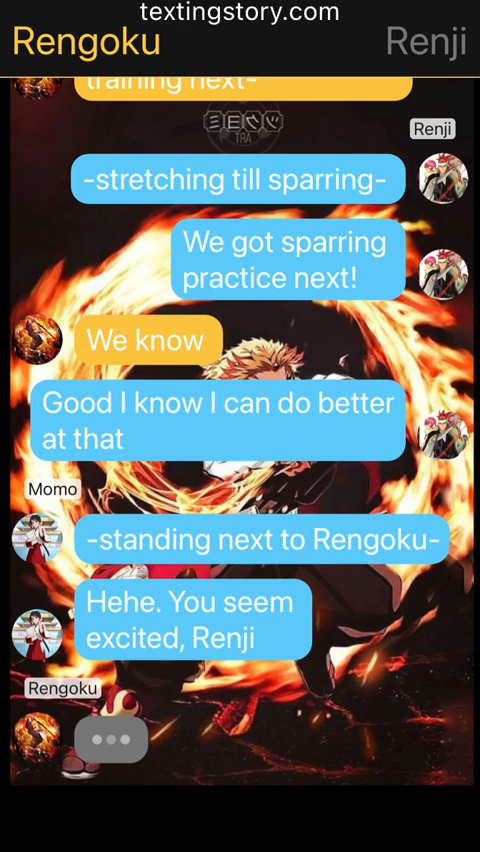 textingstory.com
Rengoku
Renji
training next-
TRA
Renji
-stretching till sparring-
We got sparring
practice next!
We know
Good I know I can do better
at that
Momo
-standing next to Rengoku-
Hehe. You seem
excited, Renji
Rengoku